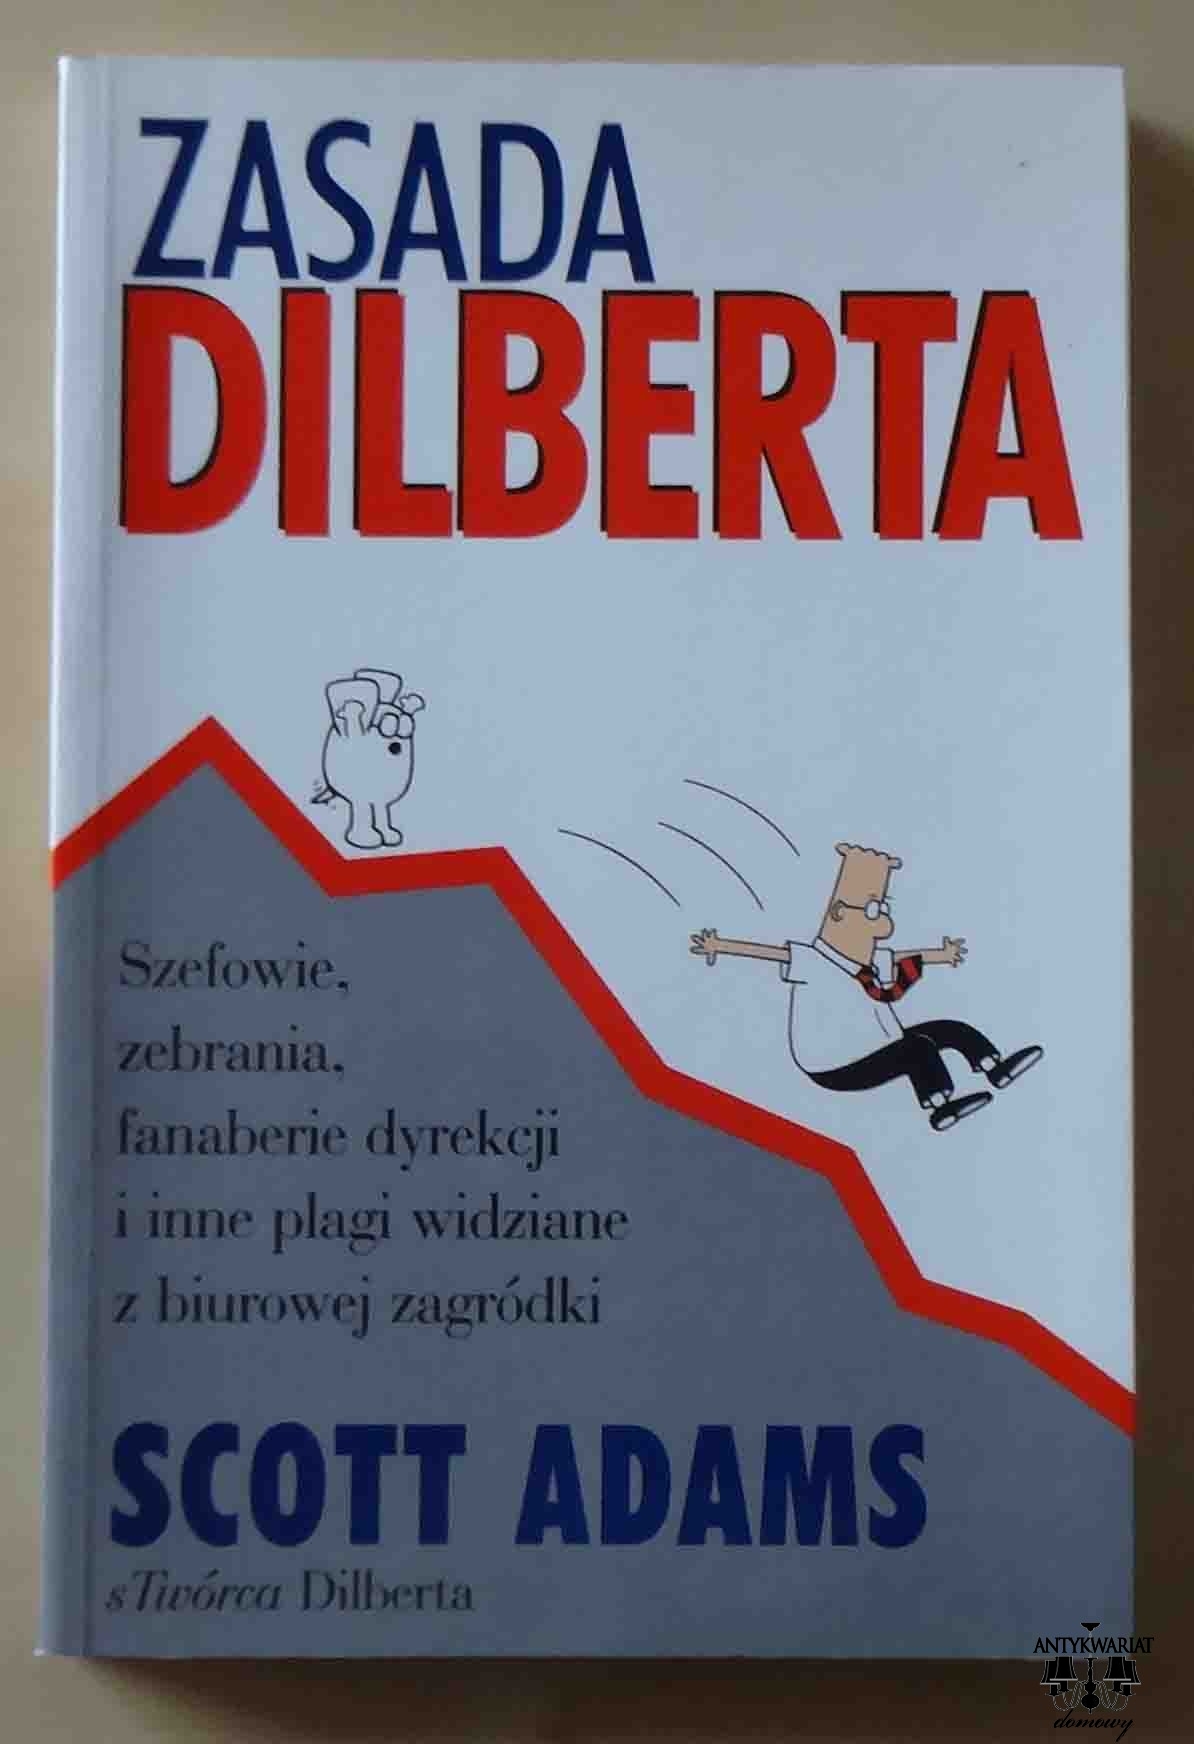 ZASADA
DILBERTA
Szefowie,
zebrania,
fanaberie dyrekcji
i inne plagi widziane
z biurowej zagródki
SCOTT ADAMS
sTwórca Dilberta
ANTYKWARIAT
domowy